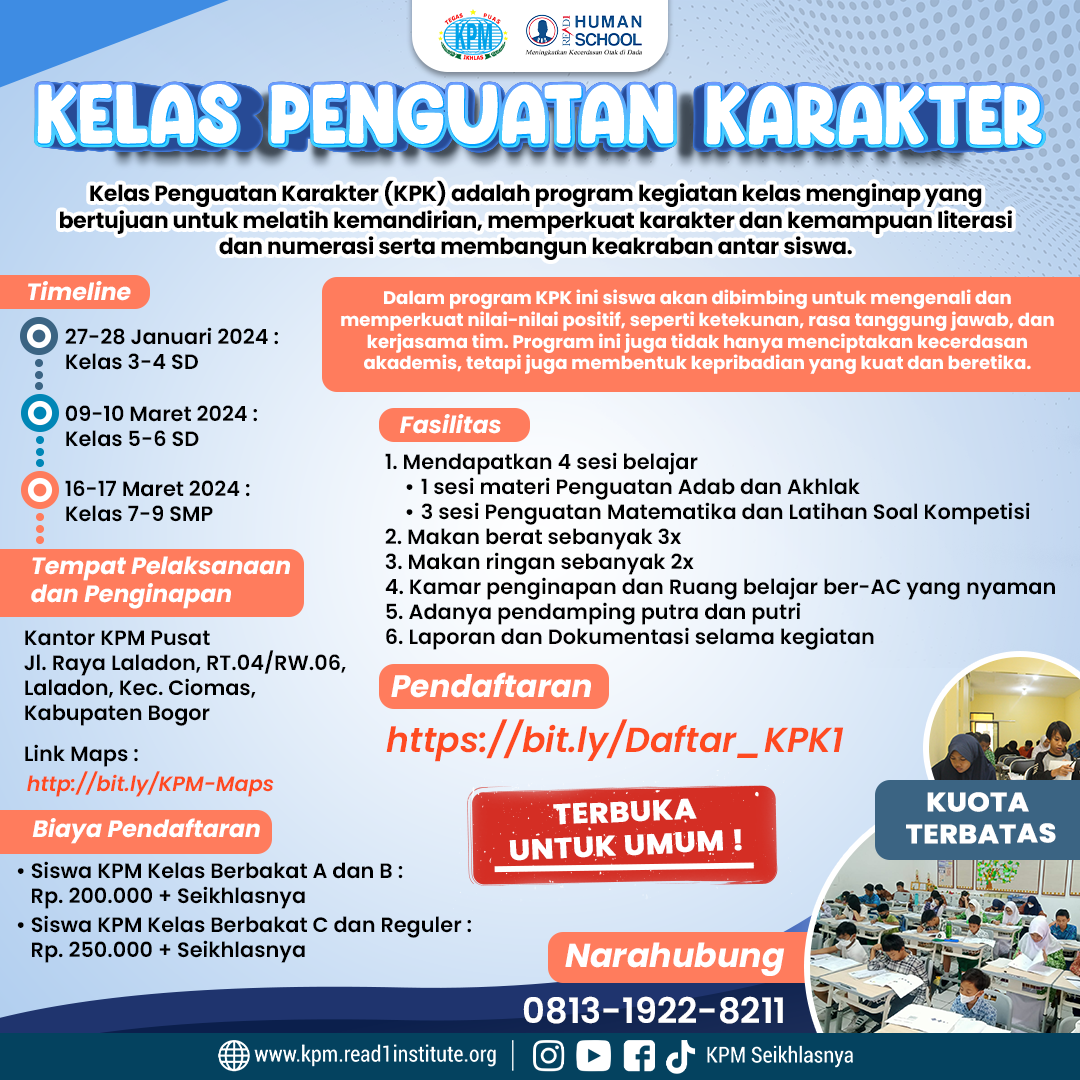 TEGAS PUAS
KPM
IKHLAS
READI HUMAN
SCHOOL
Meningkatkan Kecerdasan Otak di Dada
KELAS PENGUATAN KARAKTER
Kelas Penguatan Karakter (KPK) adalah program kegiatan kelas menginap yang
bertujuan untuk melatih kemandirian, memperkuat karakter dan kemampuan literasi
dan numerasi serta membangun keakraban antar siswa.
Timeline
27-28 Januari 2024 :
Kelas 3-4 SD
09-10 Maret 2024 :
Kelas 5-6 SD
16-17 Maret 2024 :
Kelas 7-9 SMP
Dalam program KPK ini siswa akan dibimbing untuk mengenali dan
memperkuat nilai-nilai positif, seperti ketekunan, rasa tanggung jawab, dan
kerjasama tim. Program ini juga tidak hanya menciptakan kecerdasan
akademis, tetapi juga membentuk kepribadian yang kuat dan beretika.
Fasilitas
1. Mendapatkan 4 sesi belajar
• 1 sesi materi Penguatan Adab dan Akhlak
• 3 sesi Penguatan Matematika dan Latihan Soal Kompetisi
2. Makan berat sebanyak 3x
3. Makan ringan sebanyak 2x
4. Kamar penginapan dan Ruang belajar ber-AC yang nyaman
5. Adanya pendamping putra dan putri
6. Laporan dan Dokumentasi selama kegiatan
Tempat Pelaksanaan
dan Penginapan
Kantor KPM Pusat
Jl. Raya Laladon, RT.04/RW.06,
Laladon, Kec. Ciomas,
Kabupaten Bogor
Link Maps :
http://bit.ly/KPM-Maps
Pendaftaran
https://bit.ly/Daftar_KPK1
TERBUKA
UNTUK UMUM !
KUOTA
TERBATAS
Biaya Pendaftaran
• Siswa KPM Kelas Berbakat A dan B :
Rp. 200.000 + Seikhlasnya
• Siswa KPM Kelas Berbakat C dan Reguler :
Rp. 250.000 + Seikhlasnya
Narahubung
0813-1922-8211
www.kpm.read1institute.org
KPM Seikhlasnya